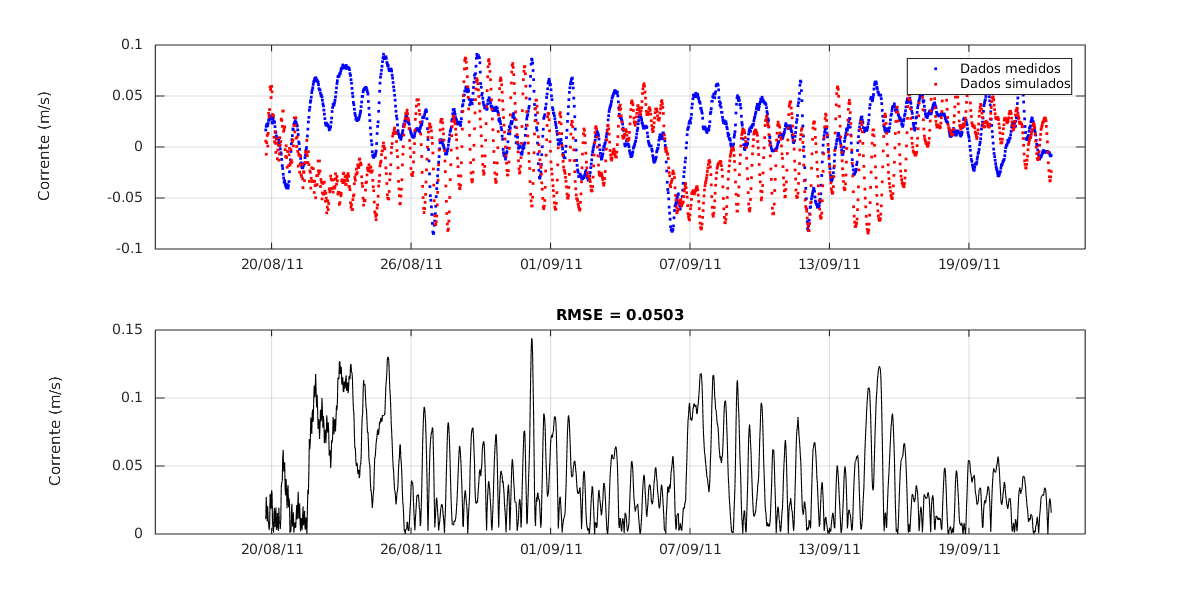 0.1
0.05
0
-0.05
-0.1
Corrente (m/s)
Dados medidos
Dados simulados
20/08/11 26/08/11 01/09/11 07/09/11 13/09/11 19/09/11
RMSE = 0.0503
0.15
0.1
0.05
0
Corrente (m/s)
20/08/11 26/08/11 01/09/11 07/09/11 13/09/11 19/09/11